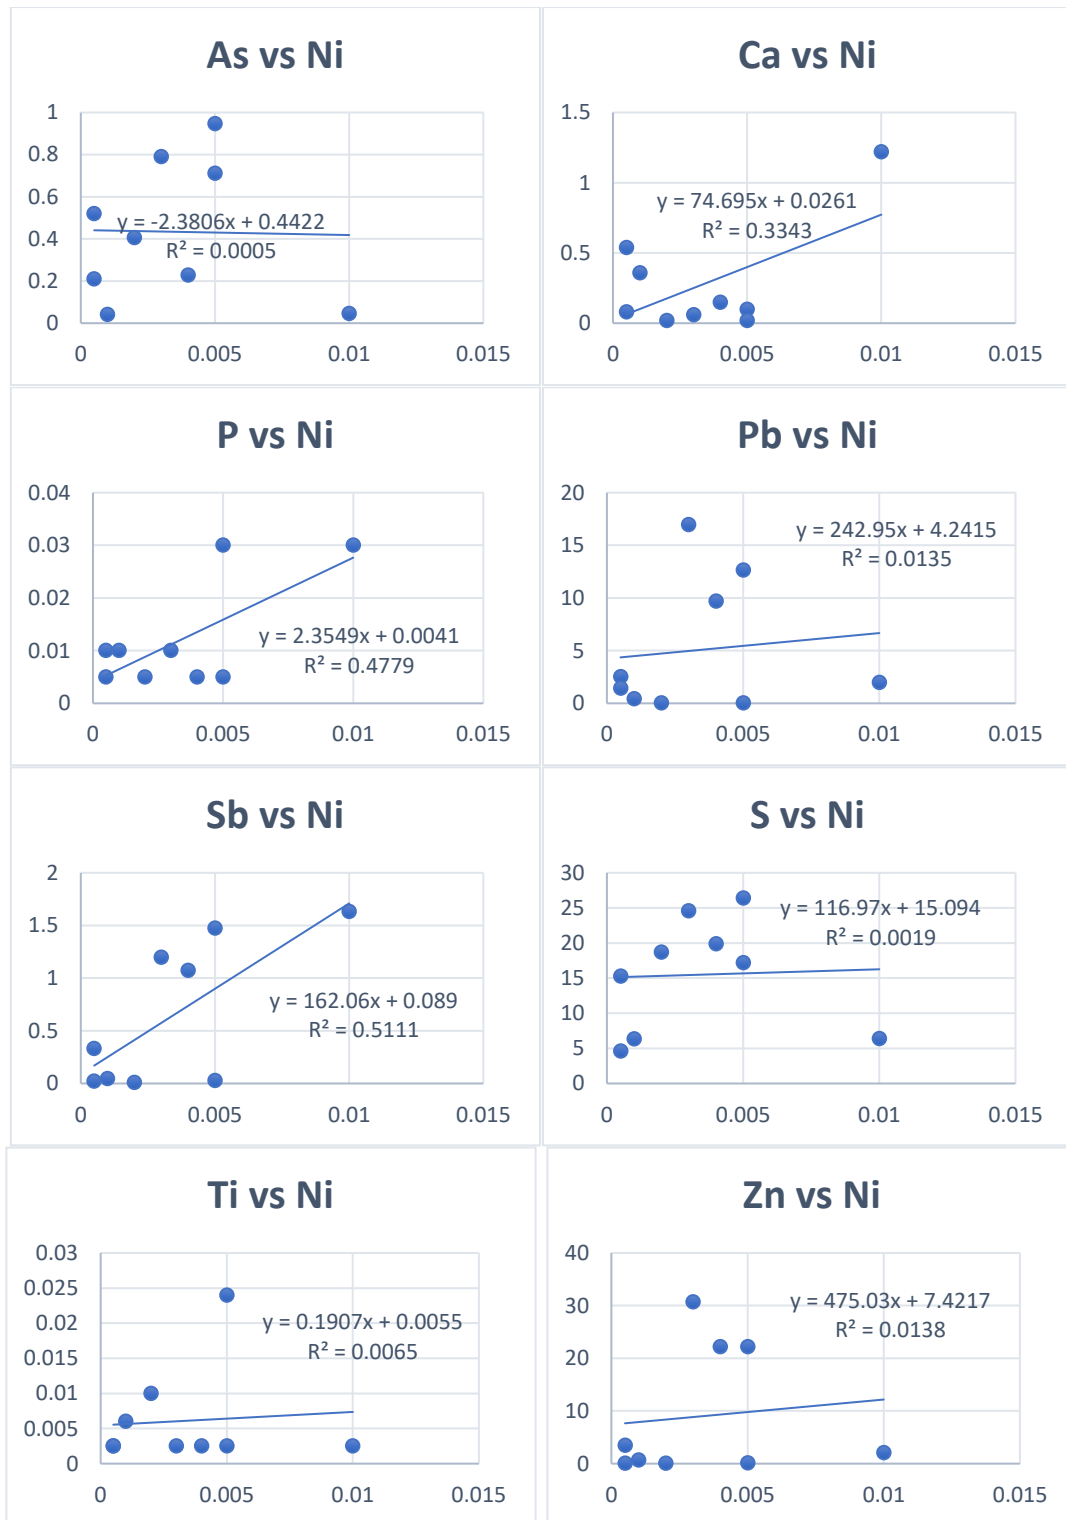 As vs Ni
1
0.8
0.6
0.4
0.2
0
y = -2.3806x + 0.4422
R² = 0.0005
0 0.005 0.01 0.015
Ca vs Ni
1.5
1
0.5
0
y = 74.695x + 0.0261
R² = 0.3343
0 0.005 0.01 0.015
P vs Ni
0.04
0.03
0.02
0.01
0
y = 2.3549x + 0.0041
R² = 0.4779
0 0.005 0.01 0.015
Pb vs Ni
20
15
10
5
0
y = 242.95x + 4.2415
R² = 0.0135
0 0.005 0.01 0.015
Sb vs Ni
2
1.5
1
0.5
0
y = 162.06x + 0.089
R² = 0.5111
0 0.005 0.01 0.015
S vs Ni
30
25
20
15
10
5
0
y = 116.97x + 15.094
R² = 0.0019
0 0.005 0.01 0.015
Ti vs Ni
0.03
0.025
0.02
0.015
0.01
0.005
0
y = 0.1907x + 0.0055
R² = 0.0065
0 0.005 0.01 0.015
Zn vs Ni
40
30
20
10
0
y = 475.03x + 7.4217
R² = 0.0138
0 0.005 0.01 0.015